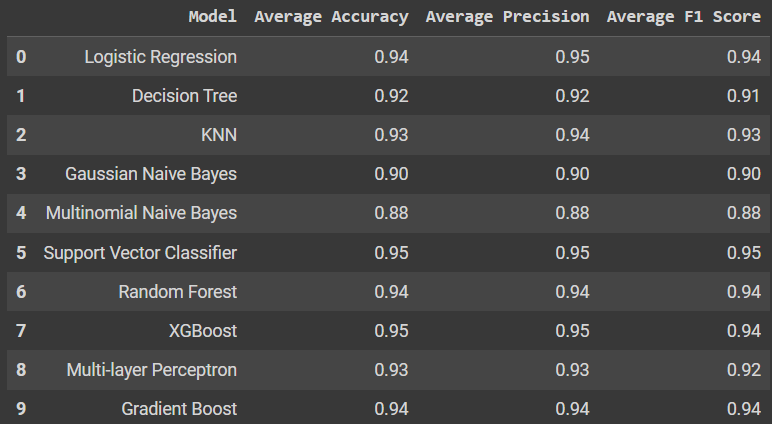 Model Average Accuracy Average Precision Average F1 Score
0 Logistic Regression 0.94 0.95 0.94
1 Decision Tree 0.92 0.92 0.91
2 KNN 0.93 0.94 0.93
3 Gaussian Naive Bayes 0.90 0.90 0.90
4 Multinomial Naive Bayes 0.88 0.88 0.88
5 Support Vector Classifier 0.95 0.95 0.95
6 Random Forest 0.94 0.94 0.94
7 XGBoost 0.95 0.95 0.94
8 Multi-layer Perceptron 0.93 0.93 0.92
9 Gradient Boost 0.94 0.94 0.94